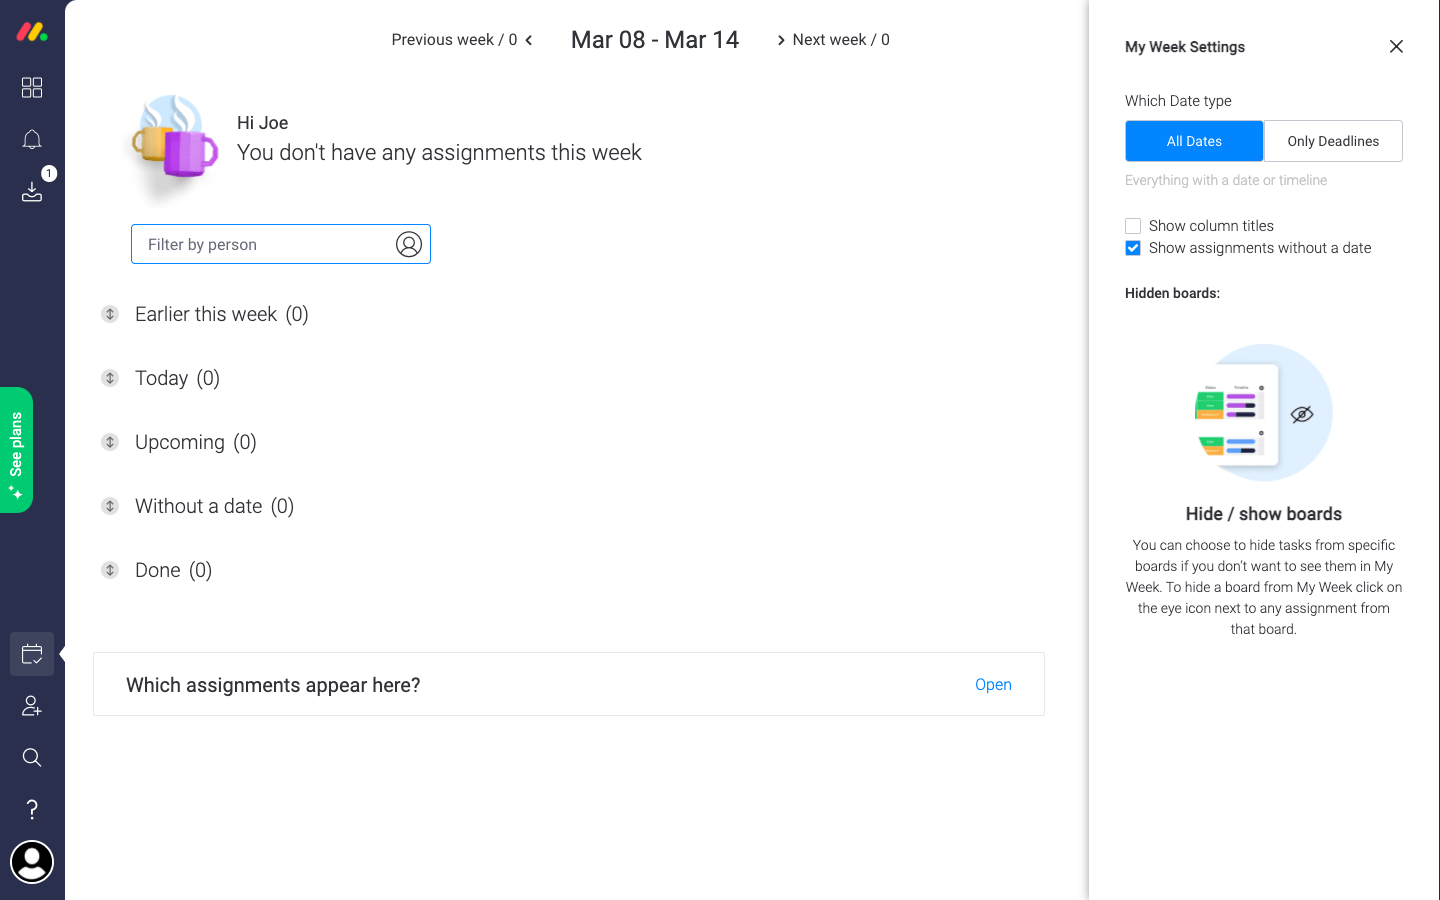 Previous week / 0
Mar 08 - Mar 14
Next week / 0
1
Hi Joe
You don't have any assignments this week
Filter by person
Earlier this week (0)
Today (0)
Upcoming (0)
Without a date (0)
Done (0)
Which assignments appear here?
Open
See plans
?
My Week Settings
Which Date type
All Dates
Only Deadlines
Everything with a date or timeline
Show column titles
Show assignments without a date
Hidden boards:
Status
Timeline
Hide / show boards
You can choose to hide tasks from specific
boards if you don't want to see them in My
Week. To hide a board from My Week click on
the eye icon next to any assignment from
that board.